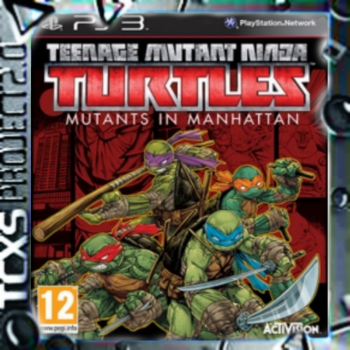 PS3
PlayStation Network
TEENAGE MUTANT NINJA
TURTLES
MUTANTS IN MANHATTAN
TCXS PROJECT 2.0
12
www.pegi.info
ACTIVISION